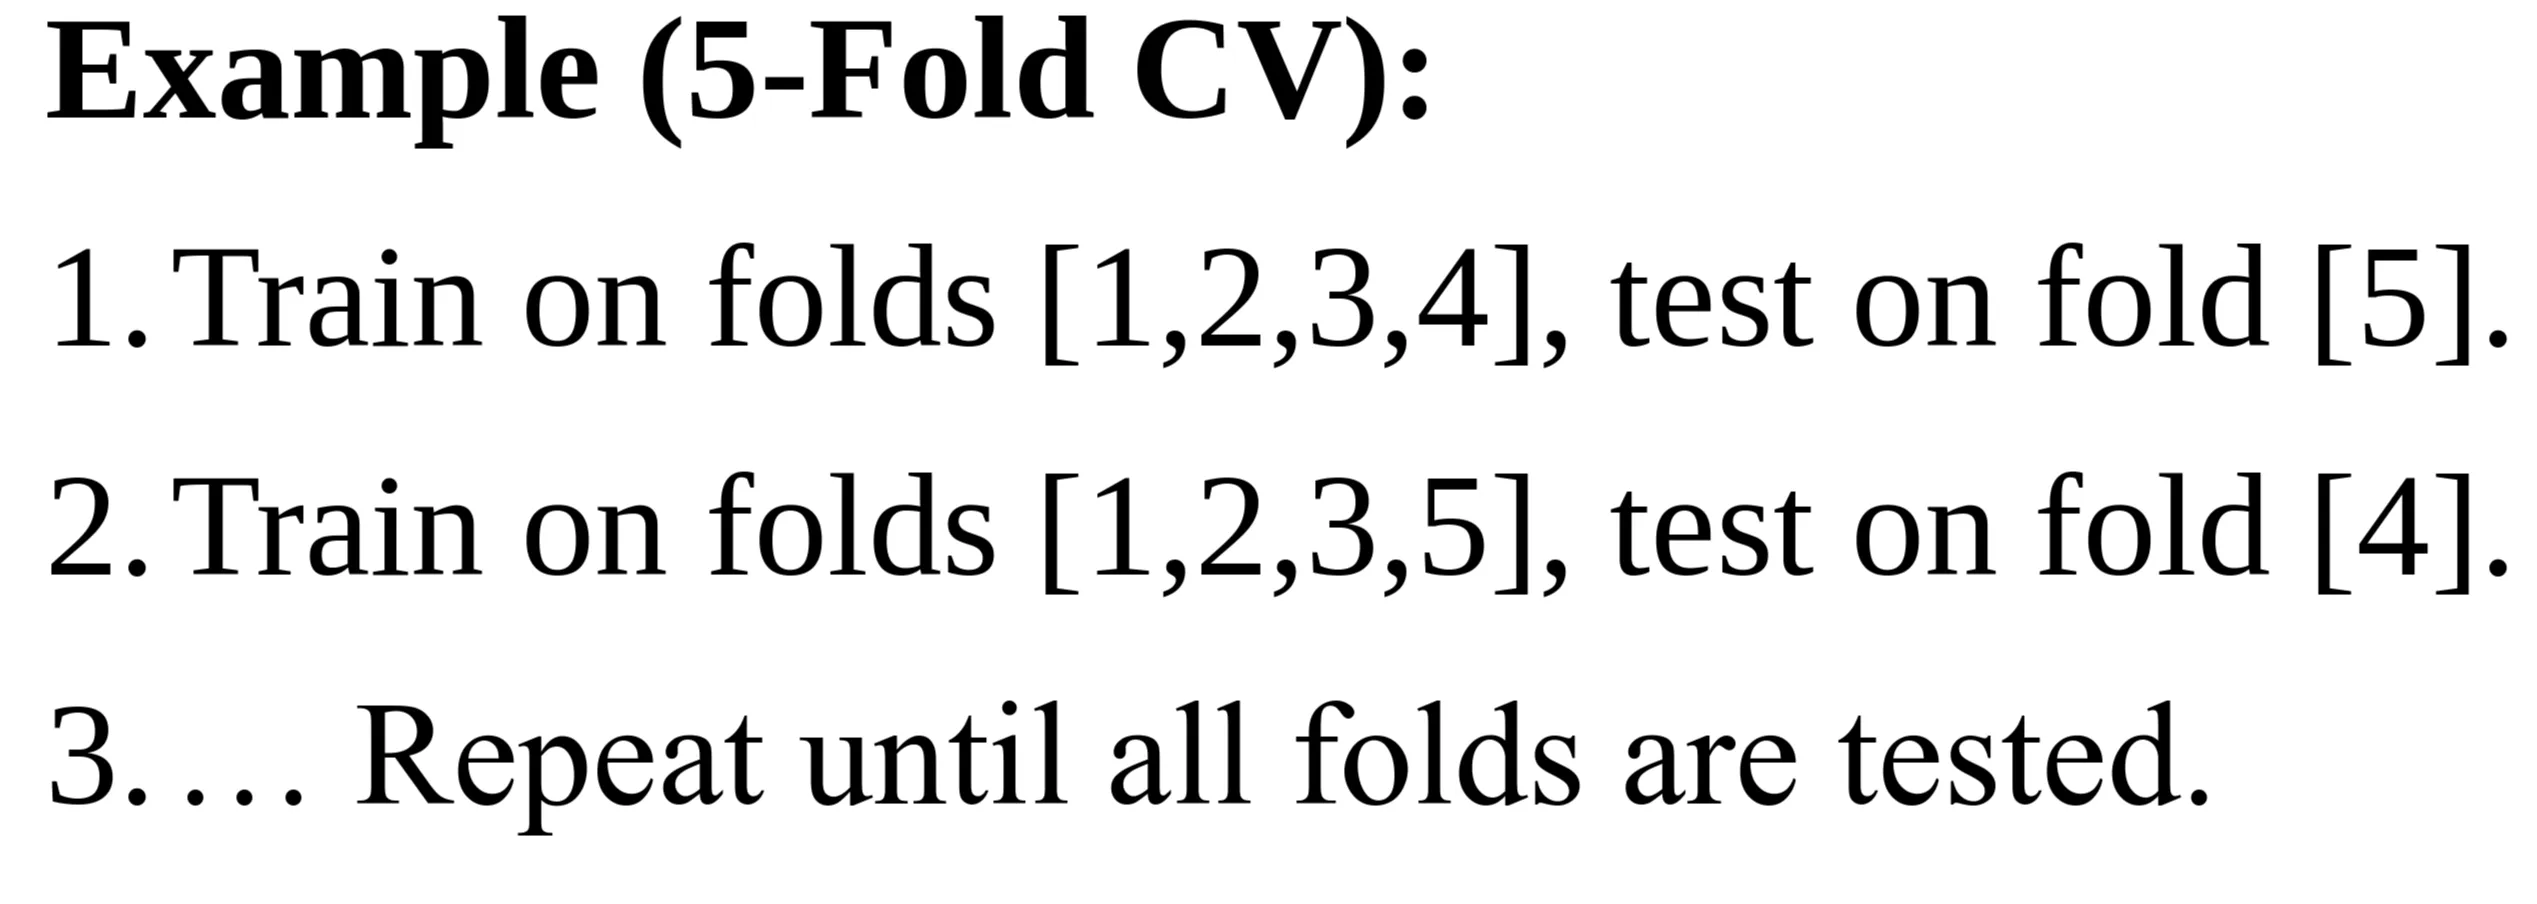 Example (5-Fold CV):
1. Train on folds [1,2,3,4], test on fold [5].
2. Train on folds [1,2,3,5], test on fold [4].
3. … Repeat until all folds are tested.